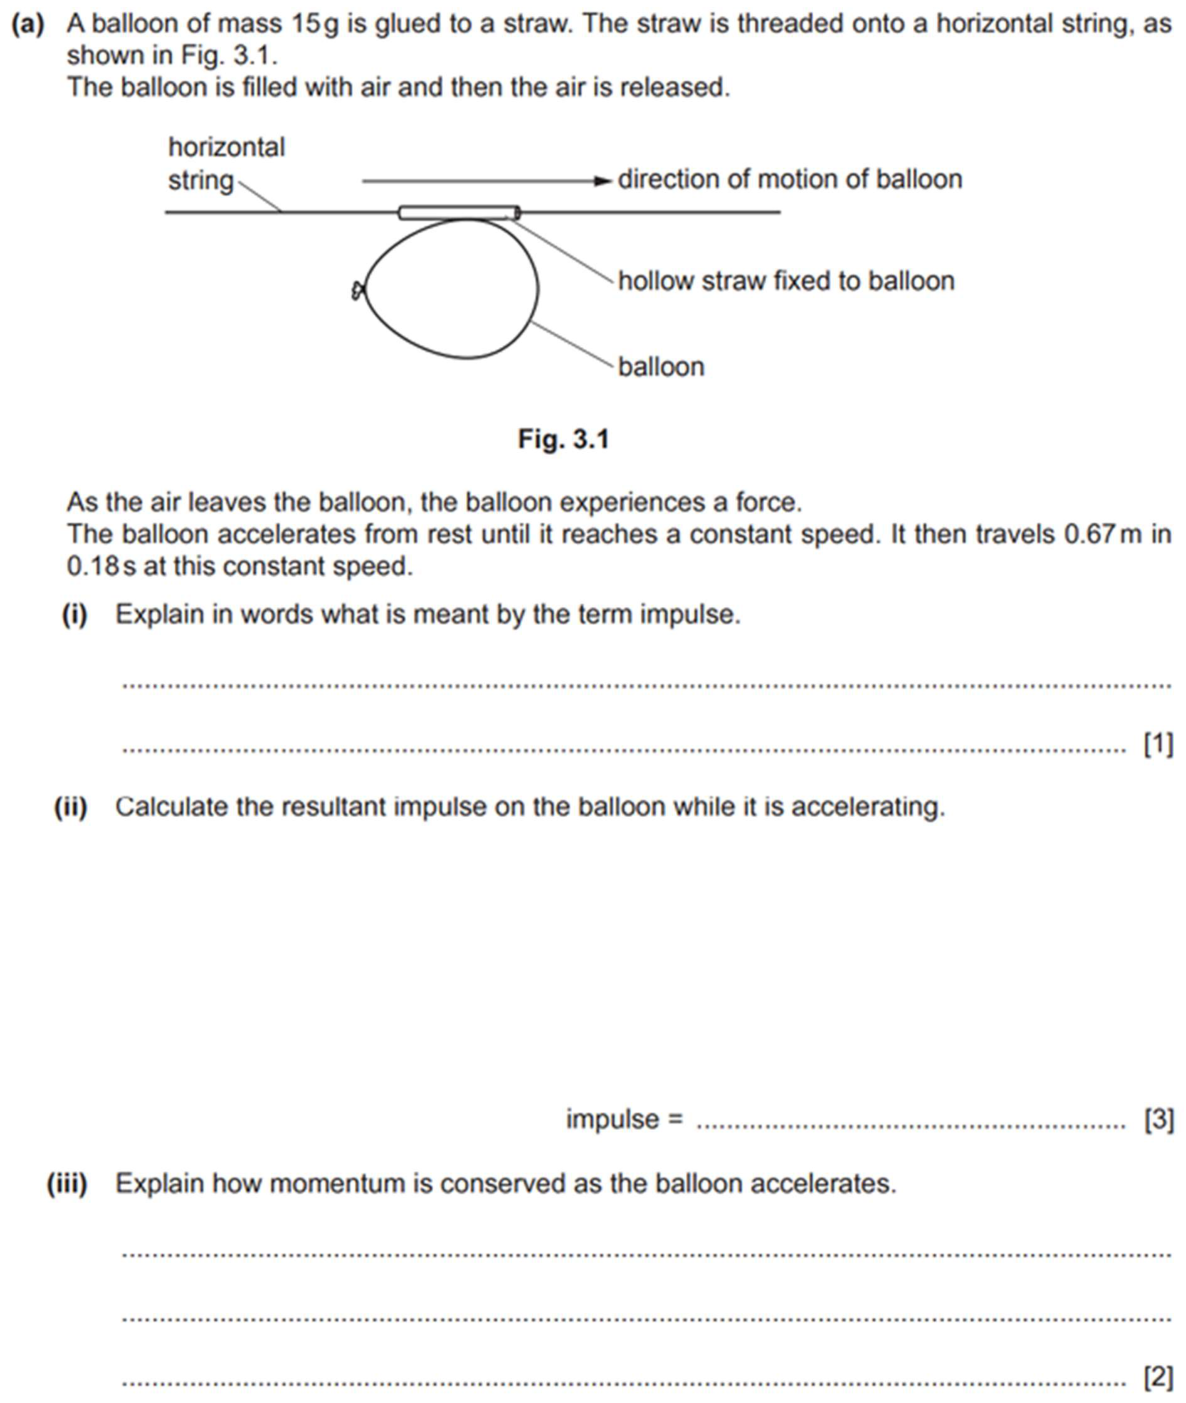 (a) A balloon of mass 15g is glued to a straw. The straw is threaded onto a horizontal string, as
shown in Fig. 3.1.
The balloon is filled with air and then the air is released.
horizontal
string
direction of motion of balloon
hollow straw fixed to balloon
balloon
Fig. 3.1
As the air leaves the balloon, the balloon experiences a force.
The balloon accelerates from rest until it reaches a constant speed. It then travels 0.67m in
0.18s at this constant speed.
(i) Explain in words what is meant by the term impulse.
[1]
(ii) Calculate the resultant impulse on the balloon while it is accelerating.
impulse = .......................................................... [3]
(iii) Explain how momentum is conserved as the balloon accelerates.
[2]